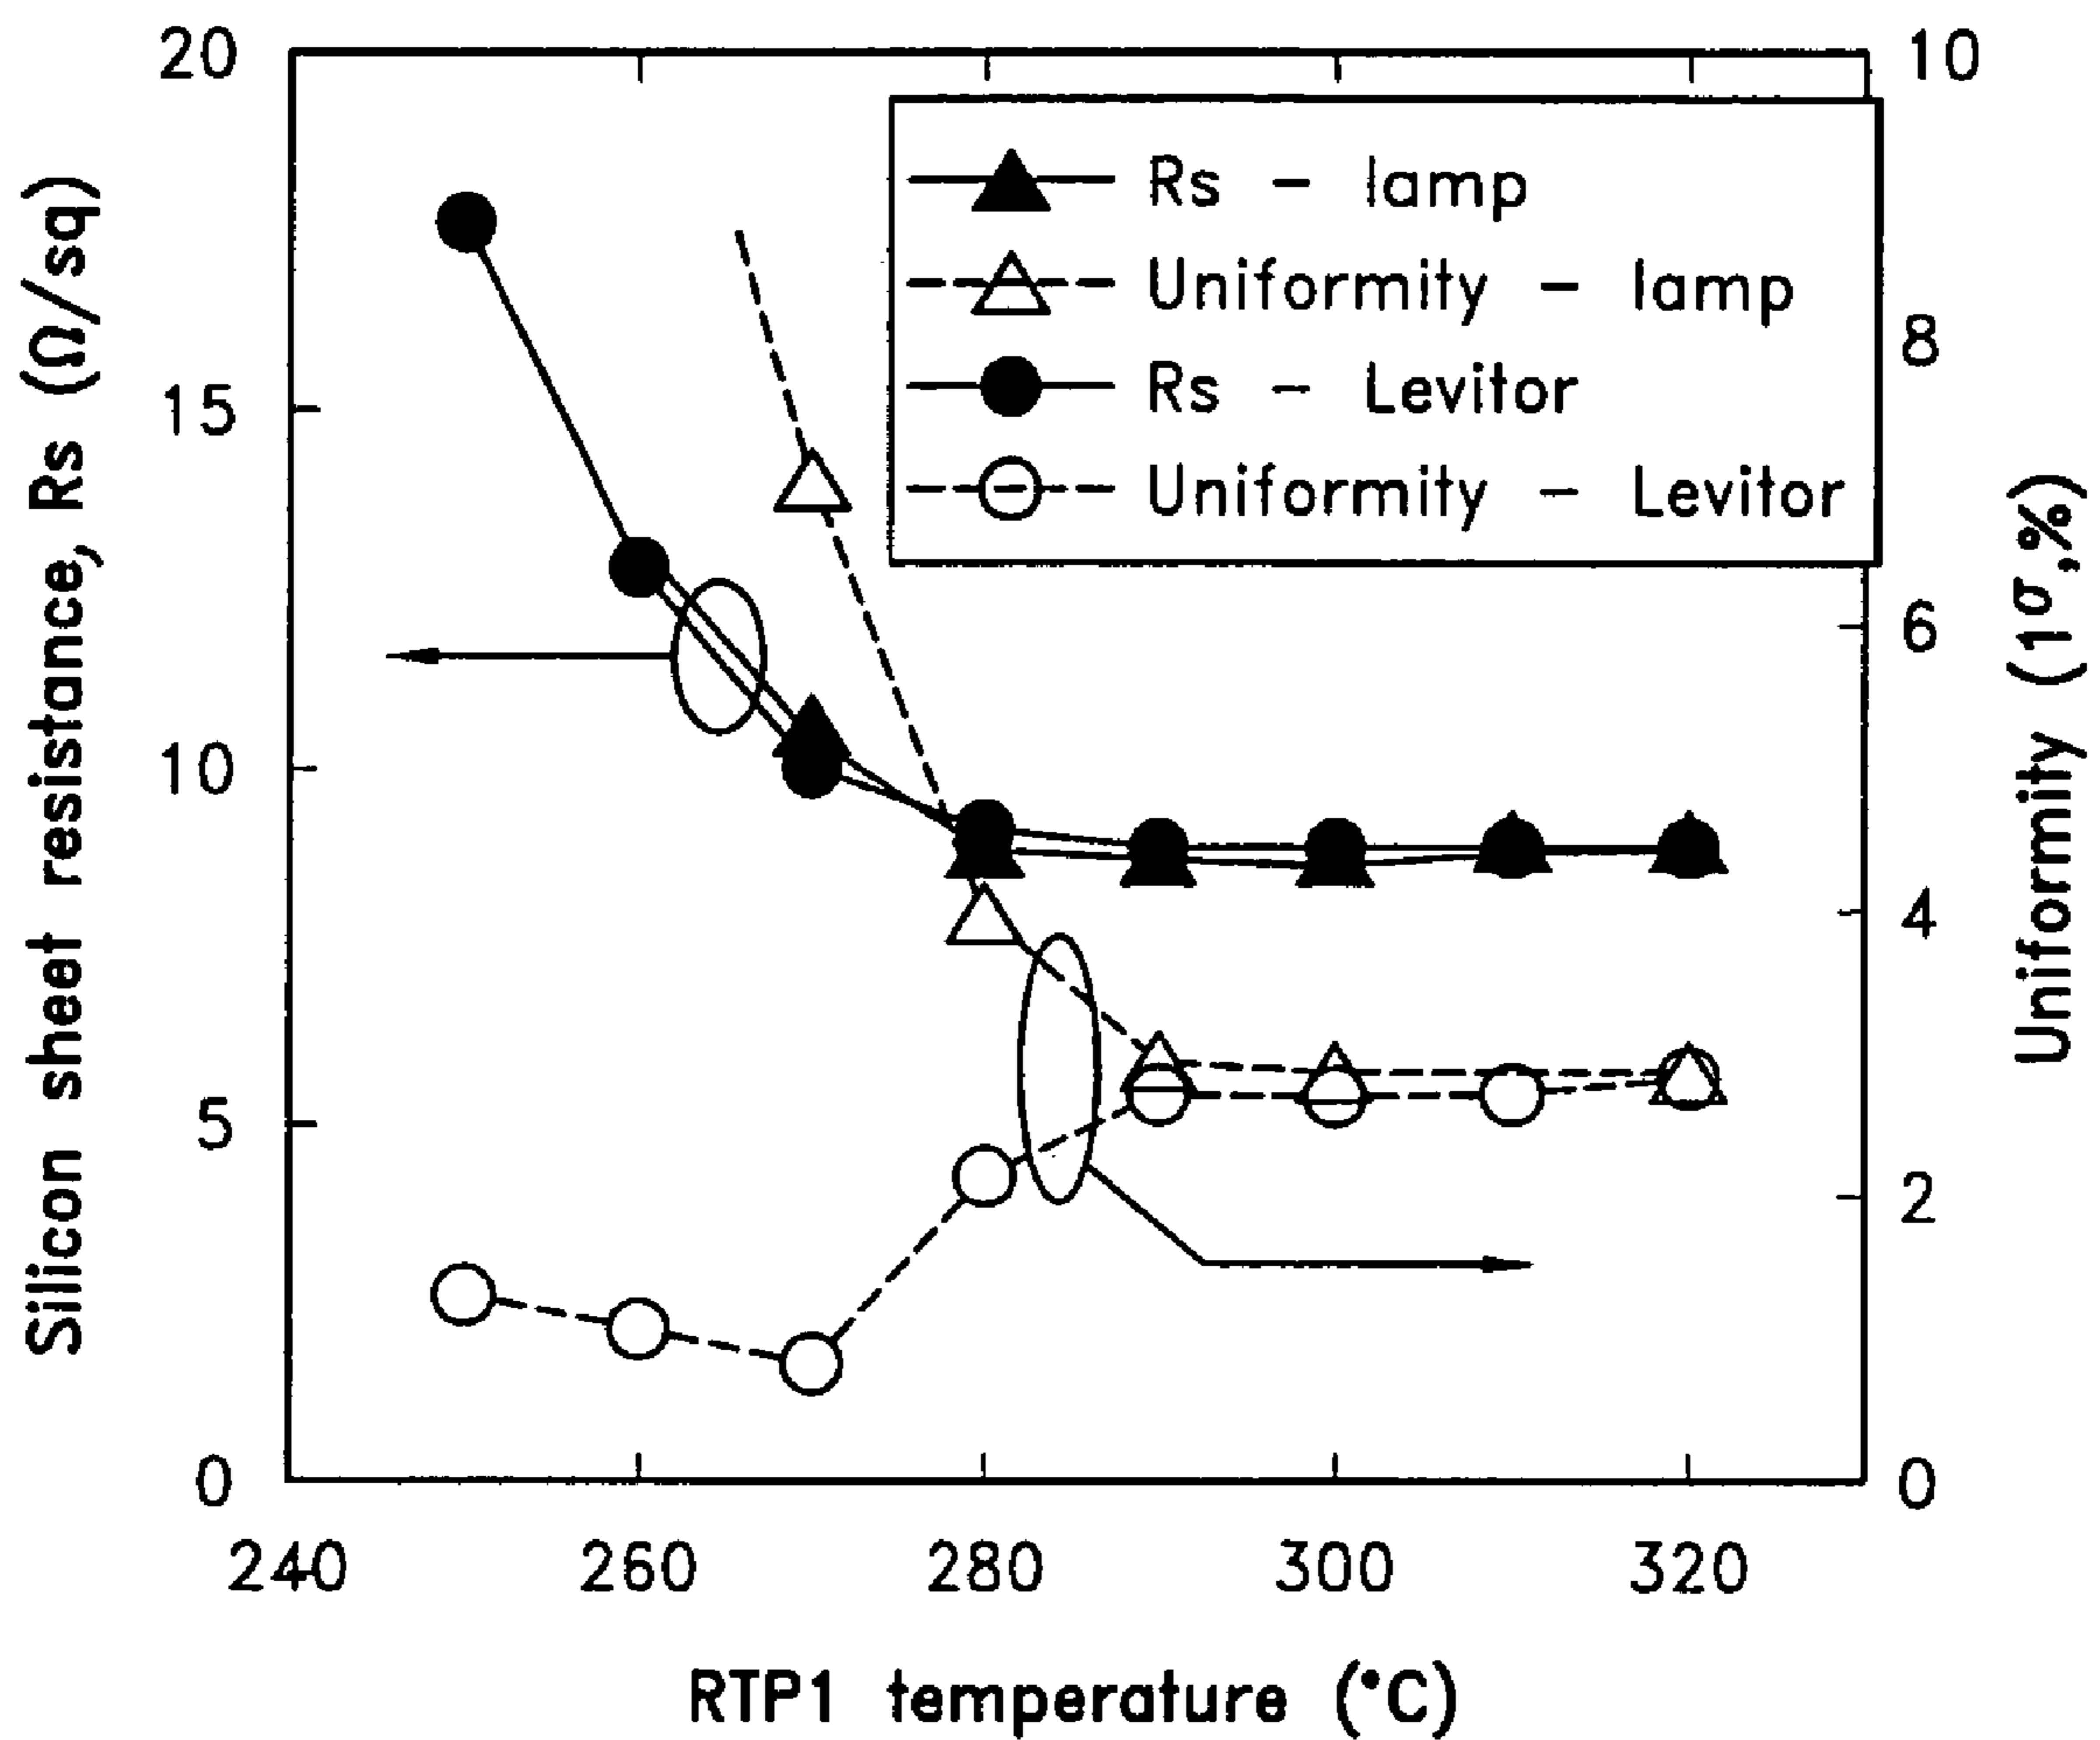 20
15
10
5
0
Silicon sheet resistance, Rs (Ω/sq)
Rs - lamp
Uniformity - lamp
Rs - Levitor
Uniformity - Levitor
10
8
6
4
2
0
Uniformity (1σ,%)
240 260 280 300 320
RTP1 temperature (°C)